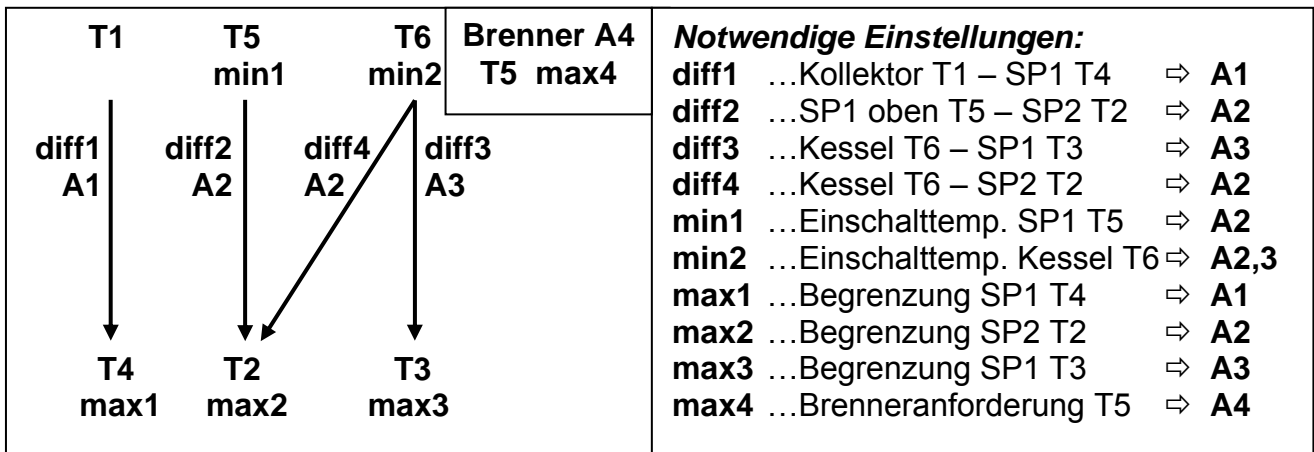 T1 T5 T6 Brenner A4
min1 min2 T5 max4
diff1 diff2 diff4 diff3
A1 A2 A2 A3
T4 T2 T3
max1 max2 max3
Notwendige Einstellungen:
diff1 …Kollektor T1 – SP1 T4 ⇨ A1
diff2 …SP1 oben T5 – SP2 T2 ⇨ A2
diff3 …Kessel T6 – SP1 T3 ⇨ A3
diff4 …Kessel T6 – SP2 T2 ⇨ A2
min1 …Einschalttemp. SP1 T5 ⇨ A2
min2 …Einschalttemp. Kessel T6 ⇨ A2,3
max1 …Begrenzung SP1 T4 ⇨ A1
max2 …Begrenzung SP2 T2 ⇨ A2
max3 …Begrenzung SP1 T3 ⇨ A3
max4 …Brenneranforderung T5 ⇨ A4